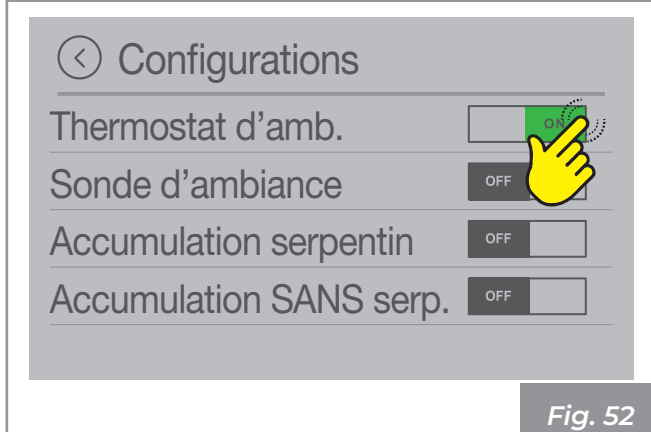 Configurations
Thermostat d'amb. ON
Sonde d'ambiance OFF
Accumulation serpentin OFF
Accumulation SANS serp. OFF
Fig. 52